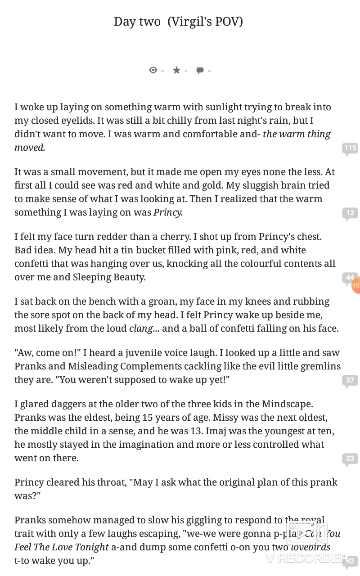 Day two  (Virgil's POV)
115
I woke up laying on something warm with sunlight trying to break into
my closed eyelids. It was still a bit chilly from last night's rain, but I
didn't want to move. I was warm and comfortable and- the warm thing
moved.
It was a small movement, but it made me open my eyes none the less. At
first all I could see was red and white and gold. My sluggish brain tried
to make sense of what I was looking at. Then I realized that the warm
something I was laying on was Princy.
12
I felt my face turn redder than a cherry. I shot up from Princy's chest.
Bad idea. My head hit a tin bucket filled with pink, red, and white
confetti that was hanging over us, knocking all the colourful contents all
over me and Sleeping Beauty.
44
I sat back on the bench with a groan, my face in my knees and rubbing
the sore spot on the back of my head. I felt Princy wake up beside me,
most likely from the loud clang... and a ball of confetti falling on his face.
"Aw, come on!" I heard a juvenile voice laugh. I looked up a little and saw
Pranks and Misleading Complements cackling like the evil little gremlins
they are. "You weren't supposed to wake up yet!"
37
I glared daggers at the older two of the three kids in the Mindscape.
Pranks was the eldest, being 15 years of age. Missy was the next oldest,
the middle child in a sense, and he was 13. Imaj was the youngest at ten,
he mostly stayed in the imagination and more or less controlled what
went on there.
23
Princy cleared his throat, "May I ask what the original plan of this prank
was?"
Pranks somehow managed to slow his giggling to respond to the royal
trait with only a few laughs escaping, "we-we were gonna p-play Can You
Feel The Love Tonight a-and dump some confetti o-on you two lovebirds
t-to wake you up."
V RECORDER